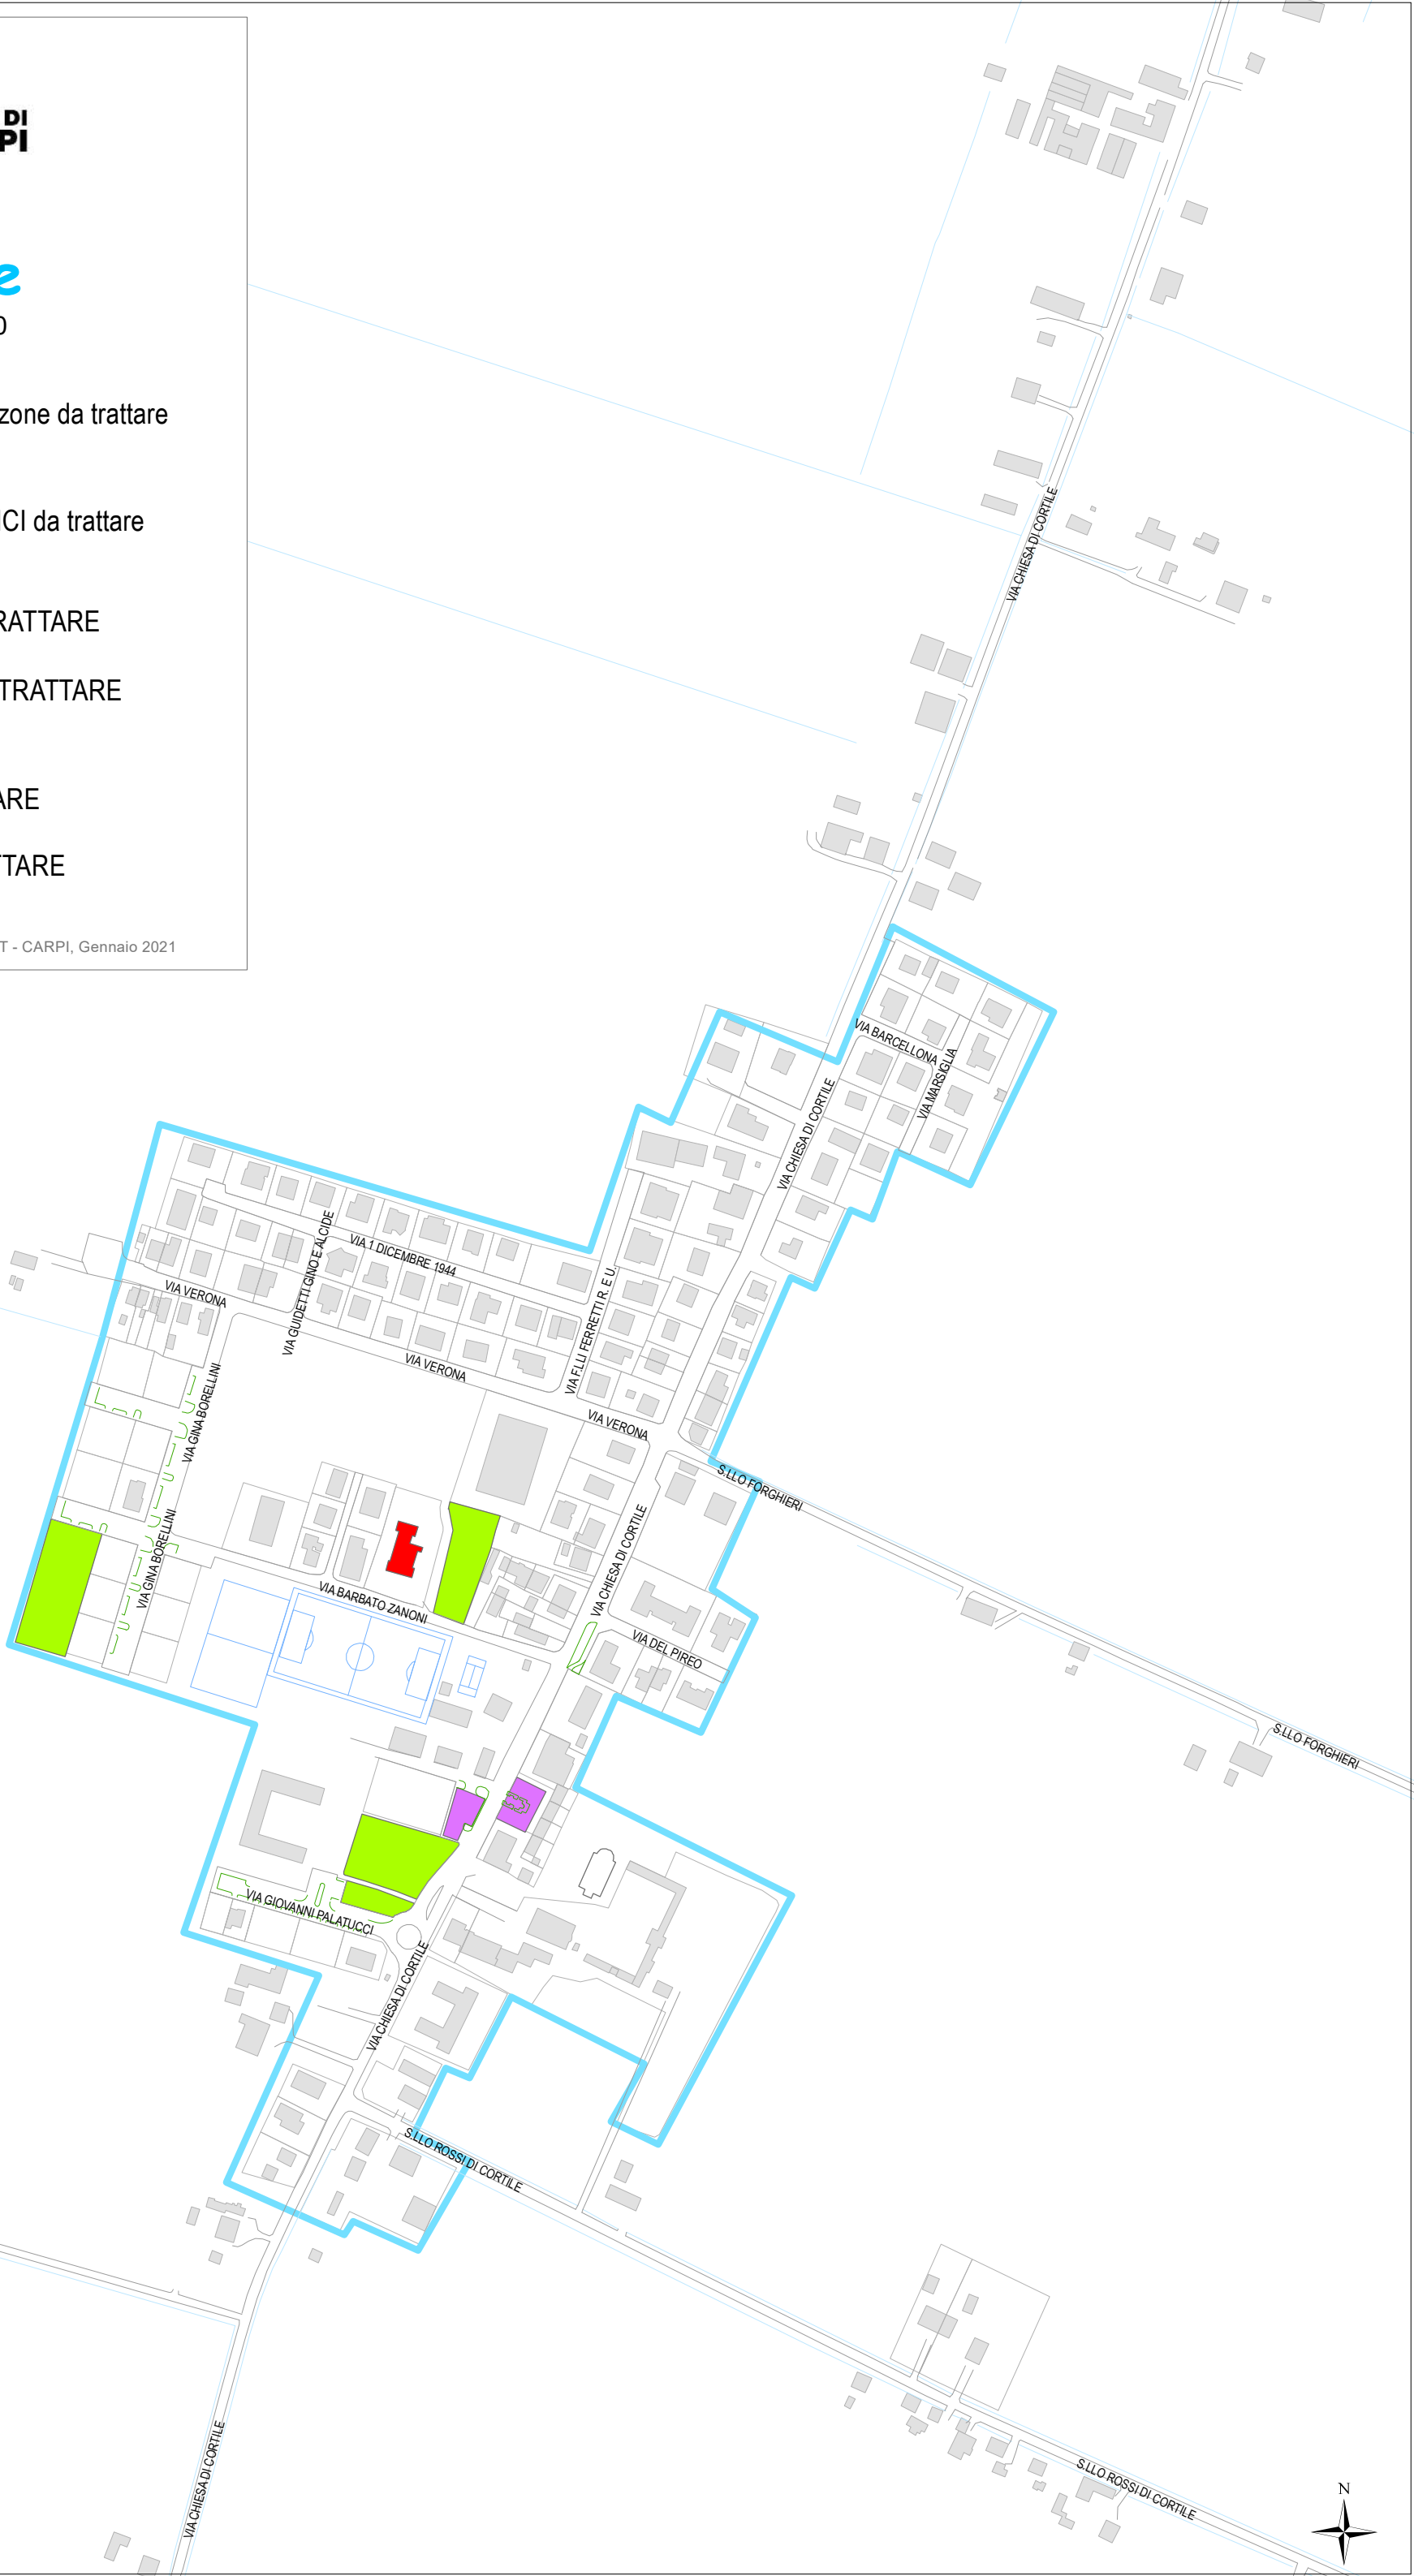 DI
PI
e
O
zone da trattare
ICI da trattare
RATTARE
TRATTARE
ARE
TTARE
T - CARPI, Gennaio 2021
VIA CHIESA DI CORTILE
VIA BARCELLONA
VIA MARSIGLIA
VIA CHIESA DI CORTILE
VIA 1 DICEMBRE 1944
VIA GUIDETTI GINO E ALCIDE
VIA VERONA
VIA F.LLI FERRETTI R. E U.
VIA VERONA
VIA GINA BORELLINI
VIA VERONA
S.LLO FORGHIERI
VIA GINA BORELLINI
VIA CHIESA DI CORTILE
VIA BARBATO ZANONI
VIA DEL PIREO
S.LLO FORGHIERI
VIA GIOVANNI PALATUCCI
VIA CHIESA DI CORTILE
S.LLO ROSSI DI CORTILE
VIA CHIESA DI CORTILE
S.LLO ROSSI DI CORTILE
N